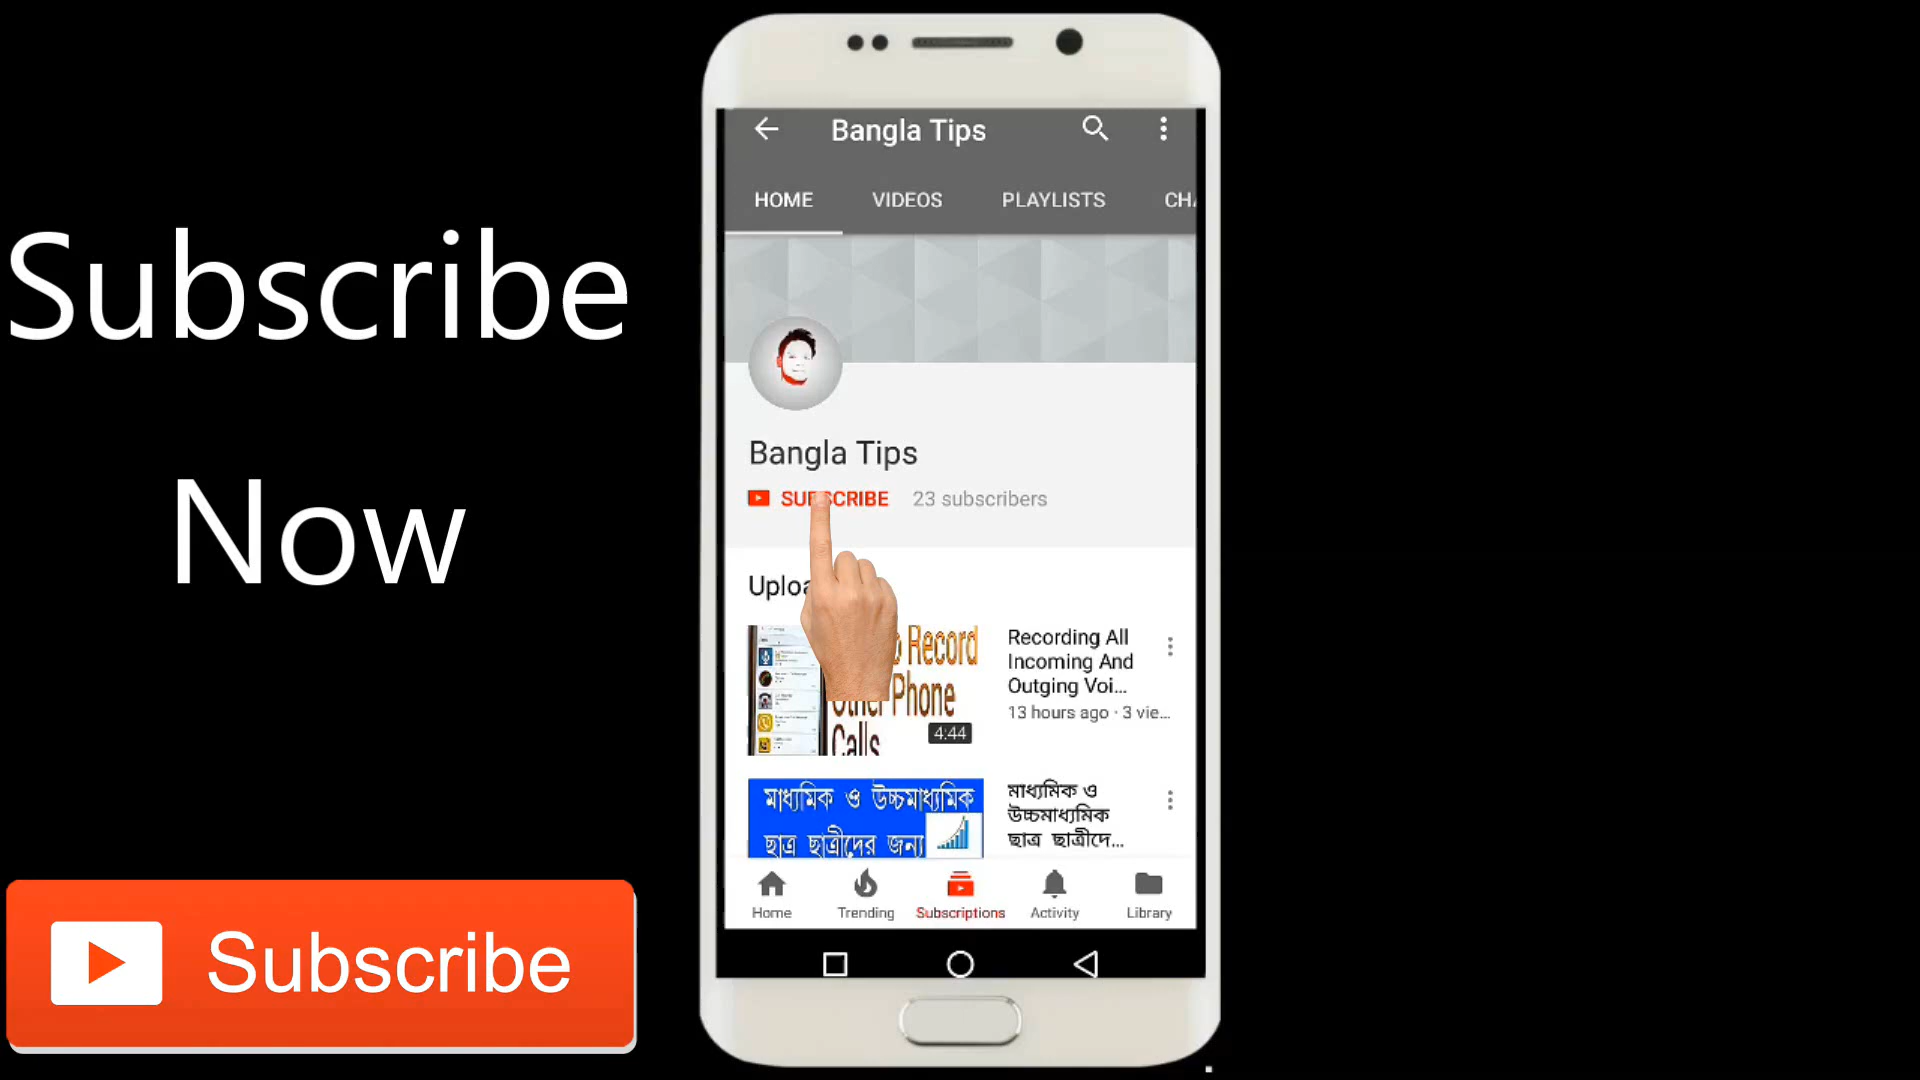 Subscribe
Now
Subscribe
Bangla Tips
HOME VIDEOS PLAYLISTS
Bangla Tips
SUBSCRIBE 23 subscribers
Record
Phone
Calls
4:44
Recording All
Incoming And
Outging Voi...
13 hours ago · 3 vie...
মাধ্যমিক ও উচ্চমাধ্যমিক
ছাত্র ছাত্রীদের জন্য
মাধ্যমিক ও
উচ্চমাধ্যমিক
ছাত্র ছাত্রীদে...
Home Trending Subscriptions Activity Library